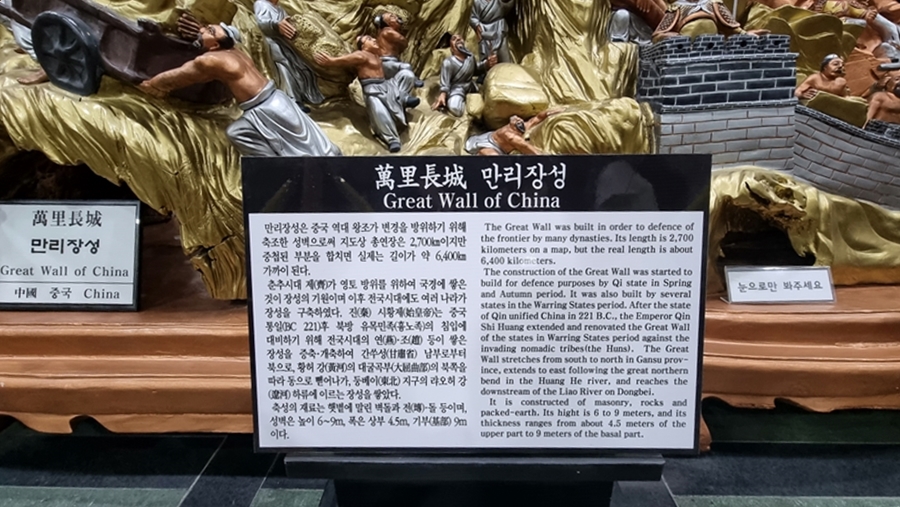 萬里長城 만리장성
Great Wall of China
만리장성은 중국 역대 왕조가 변경을 방위하기 위해
축조한 성벽으로써 지도상 총연장은 2,700㎞이지만
중첩된 부분을 합치면 실제는 길이가 약 6,400㎞
가까이 된다.
춘추시대 제(齊)가 영토 방위를 위하여 국경에 쌓은
것이 장성의 기원이며 이후 전국시대에도 여러 나라가
장성을 구축하였다. 진(秦) 시황제(始皇帝)는 중국
통일(BC 221)후 북방 유목민족(흉노족)의 침입에
대비하기 위해 전국시대의 연(燕)·조(趙) 등이 쌓은
장성을 증축·개축하여 간쑤성(甘肅省) 남부로부터
북으로, 황허 강(黃河)의 대굴곡부(大屈曲部)의 북쪽을
따라 동으로 뻗어나가, 둥베이(東北) 지구의 랴오허 강
(遼河) 하류에 이르는 장성을 쌓았다.
축성의 재료는 햇볕에 말린 벽돌과 전(塼)·돌 등이며,
성벽은 높이 6~9m, 폭은 상부 4.5m, 기부(基部) 9m
이다.
The Great Wall was built in order to defence of
the frontier by many dynasties. Its length is 2,700
kilometers on a map, but the real length is about
6,400 kilometers.
The construction of the Great Wall was started to
build for defence purposes by Qi state in Spring
and Autumn period. It was also built by several
states in the Warring States period. After the state
of Qin unified China in 221 B.C., the Emperor Qin
Shi Huang extended and renovated the Great Wall
of the states in Warring States period against the
invading nomadic tribes(the Huns). The Great
Wall stretches from south to north in Gansu prov-
ince, extends to east following the great northern
bend in the Huang He river, and reaches the
downstream of the Liao River on Dongbei.
It is constructed of masonry, rocks and
packed-earth. Its hight is 6 to 9 meters, and its
thickness ranges from about 4.5 meters of the
upper part to 9 meters of the basal part.
萬里長城
만리장성
Great Wall of China
中國 중국 China
눈으로만 봐주세요